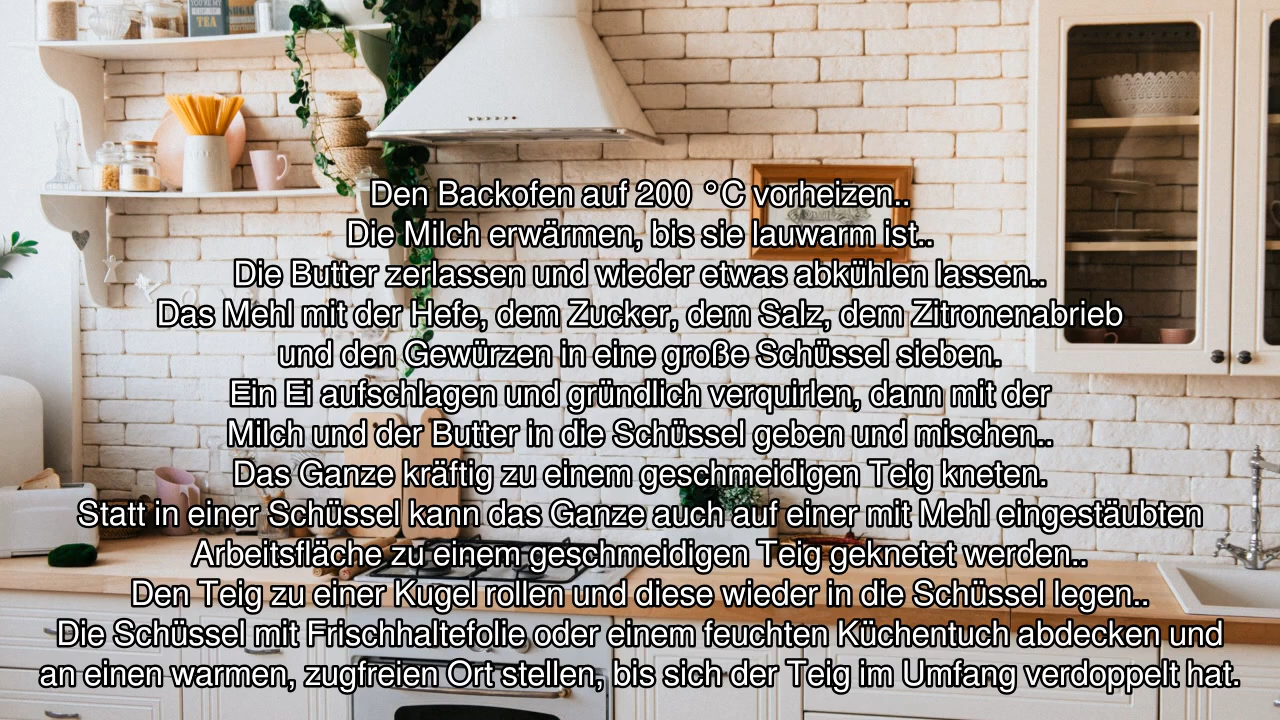 YOU'RE MY
TEA
SUGAR
Den Backofen auf 200 °C vorheizen..
Die Milch erwärmen, bis sie lauwarm ist..
Die Butter zerlassen und wieder etwas abkühlen lassen..
Das Mehl mit der Hefe, dem Zucker, dem Salz, dem Zitronenabrieb
und den Gewürzen in eine große Schüssel sieben.
Ein Ei aufschlagen und gründlich verquirlen, dann mit der
Milch und der Butter in die Schüssel geben und mischen..
Das Ganze kräftig zu einem geschmeidigen Teig kneten.
Statt in einer Schüssel kann das Ganze auch auf einer mit Mehl eingestäubten
Arbeitsfläche zu einem geschmeidigen Teig geknetet werden..
Den Teig zu einer Kugel rollen und diese wieder in die Schüssel legen..
Die Schüssel mit Frischhaltefolie oder einem feuchten Küchentuch abdecken und
an einen warmen, zugfreien Ort stellen, bis sich der Teig im Umfang verdoppelt hat.